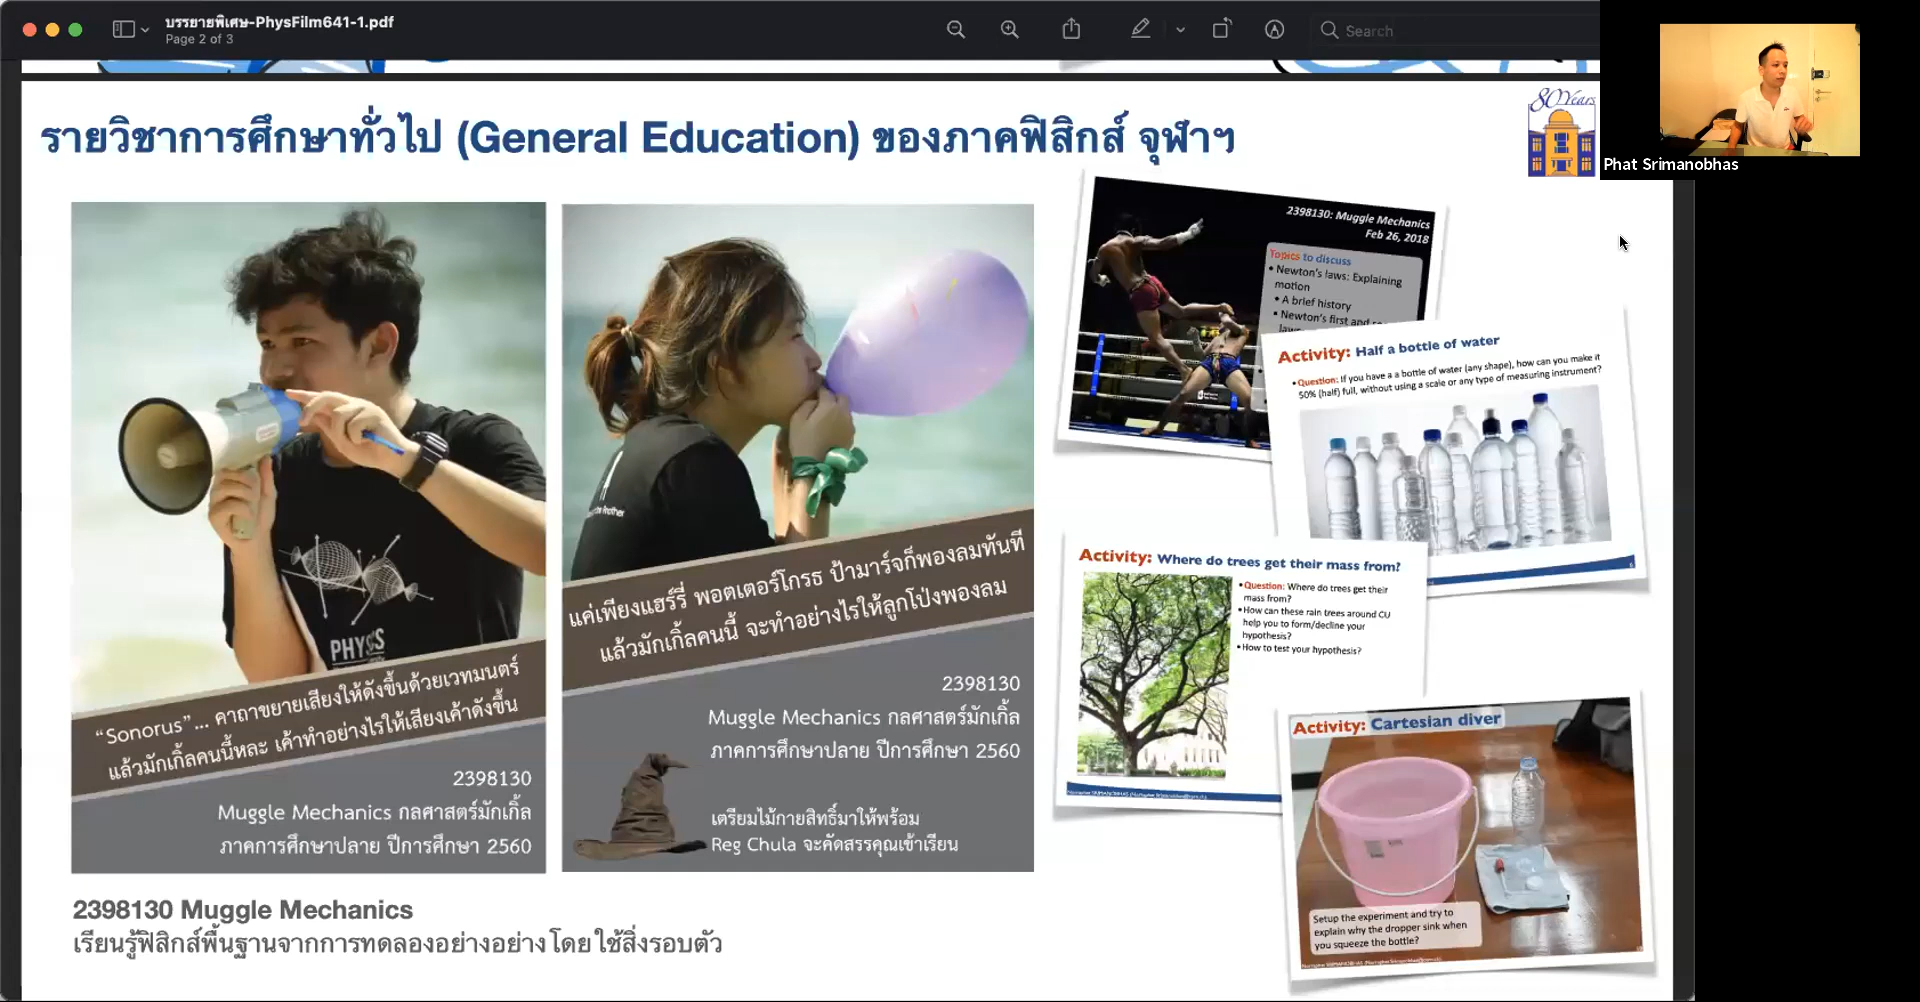 บรรยายพิเศษ-PhysFilm641-1.pdf
Page 2 of 3
Search
Phat Srimanobhas
80 Years
รายวิชาการศึกษาทั่วไป (General Education) ของภาคฟิสิกส์ จุฬาฯ
PHYSICS
“Sonorus”... คาถาขยายเสียงให้ดังขึ้นด้วยเวทมนตร์
แล้วมักเกิ้ลคนนี้หละ เค้าทำอย่างไรให้เสียงเค้าดังขึ้น
2398130
Muggle Mechanics กลศาสตร์มักเกิ้ล
ภาคการศึกษาปลาย ปีการศึกษา 2560
แค่เพียงแฮร์รี่ พอตเตอร์โกรธ ป้ามาร์จก็พองลมทันที
แล้วมักเกิ้ลคนนี้ จะทำอย่างไรให้ลูกโป่งพองลม
2398130
Muggle Mechanics กลศาสตร์มักเกิ้ล
ภาคการศึกษาปลาย ปีการศึกษา 2560
เตรียมไม้กายสิทธิ์มาให้พร้อม
Reg Chula จะคัดสรรคุณเข้าเรียน
2398130 Muggle Mechanics
เรียนรู้ฟิสิกส์พื้นฐานจากการทดลองอย่างอย่าง โดยใช้สิ่งรอบตัว
2398130: Muggle Mechanics
Feb 26, 2018
Topics to discuss
• Newton's laws: Explaining
motion
• A brief history
• Newton's first and
Activity: Half a bottle of water
• Question: If you have a a bottle of water (any shape), how can you make it
50% (half) full, without using a scale or any type of measuring instrument?
Activity: Where do trees get their mass from?
• Question: Where do trees get their
mass from?
• How can these rain trees around CU
help you to form/decline your
hypothesis?
• How to test your hypothesis?
Activity: Cartesian diver
Setup the experiment and try to
explain why the dropper sink when
you squeeze the bottle?